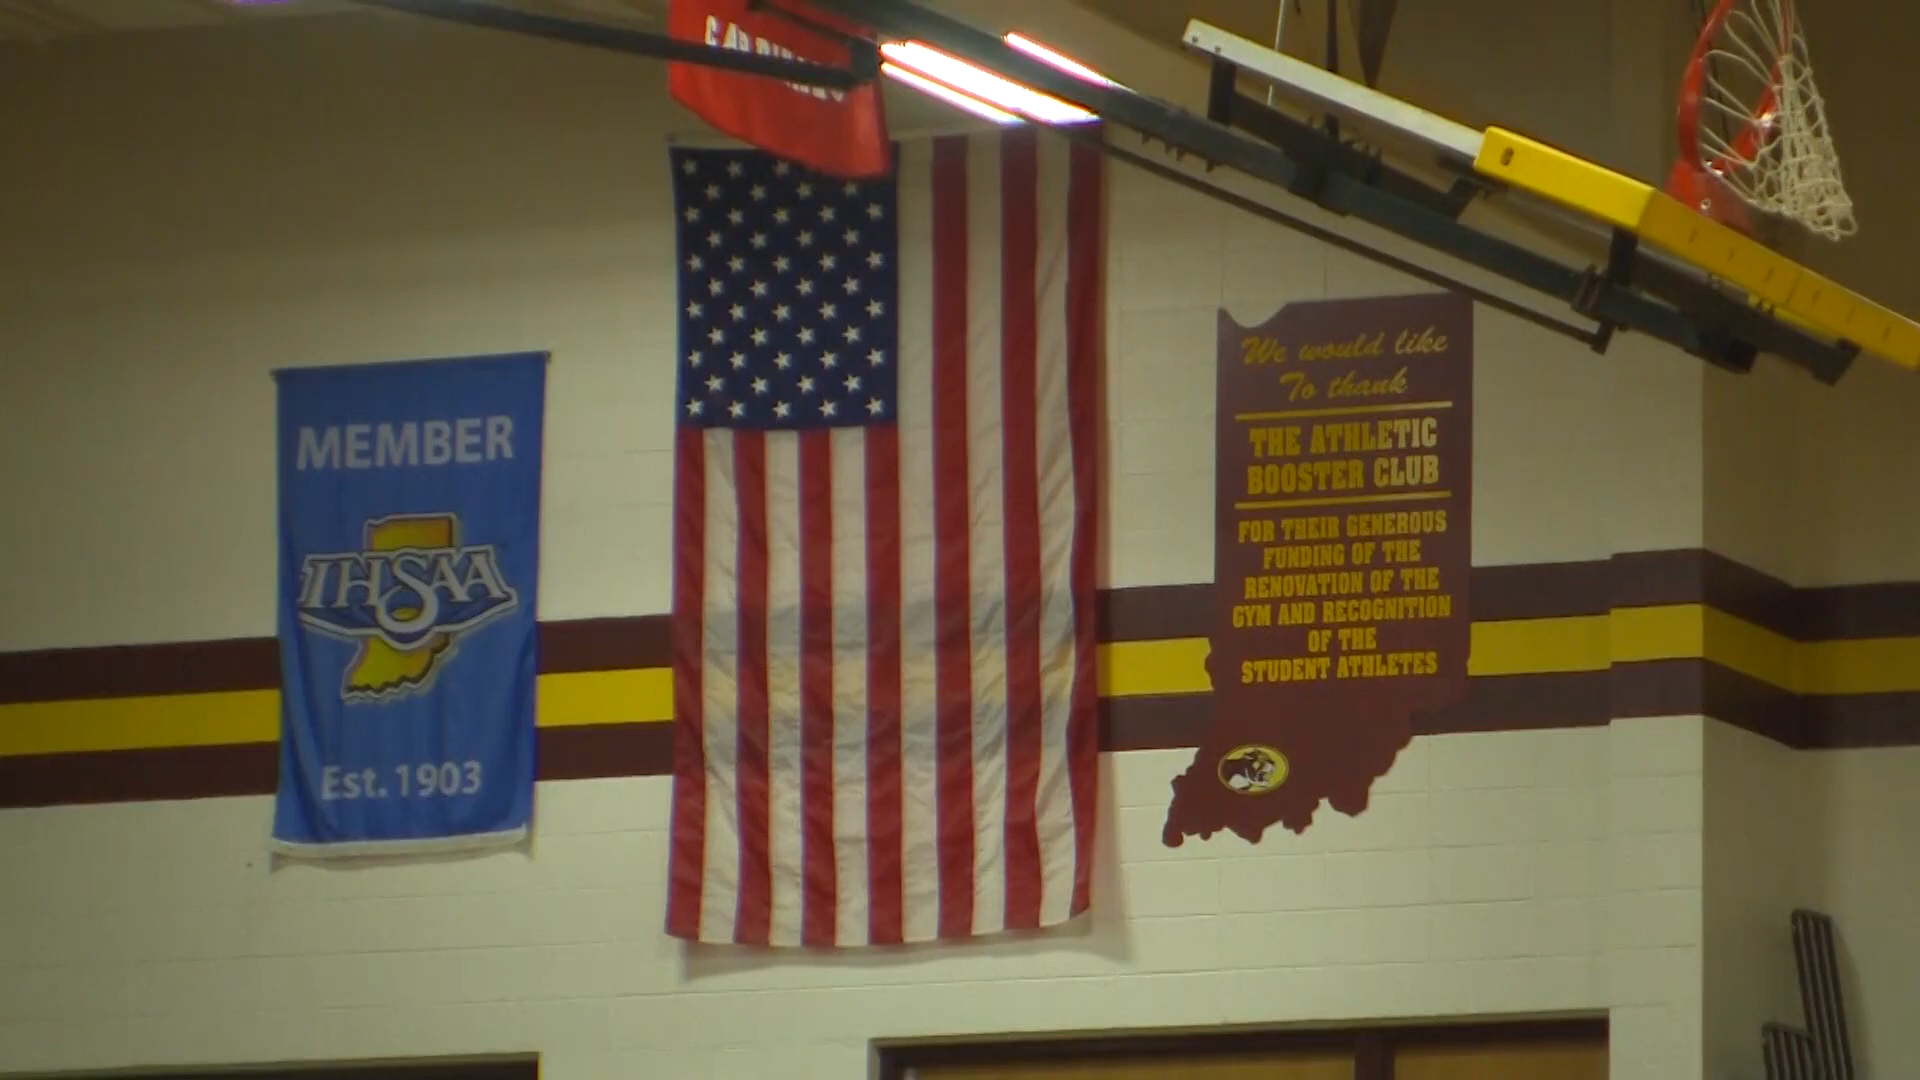 CARDINALS
MEMBER
IHSAA
Est. 1903
We would like
To thank
THE ATHLETIC
BOOSTER CLUB
FOR THEIR GENEROUS
FUNDING OF THE
RENOVATION OF THE
GYM AND RECOGNITION
OF THE
STUDENT ATHLETES